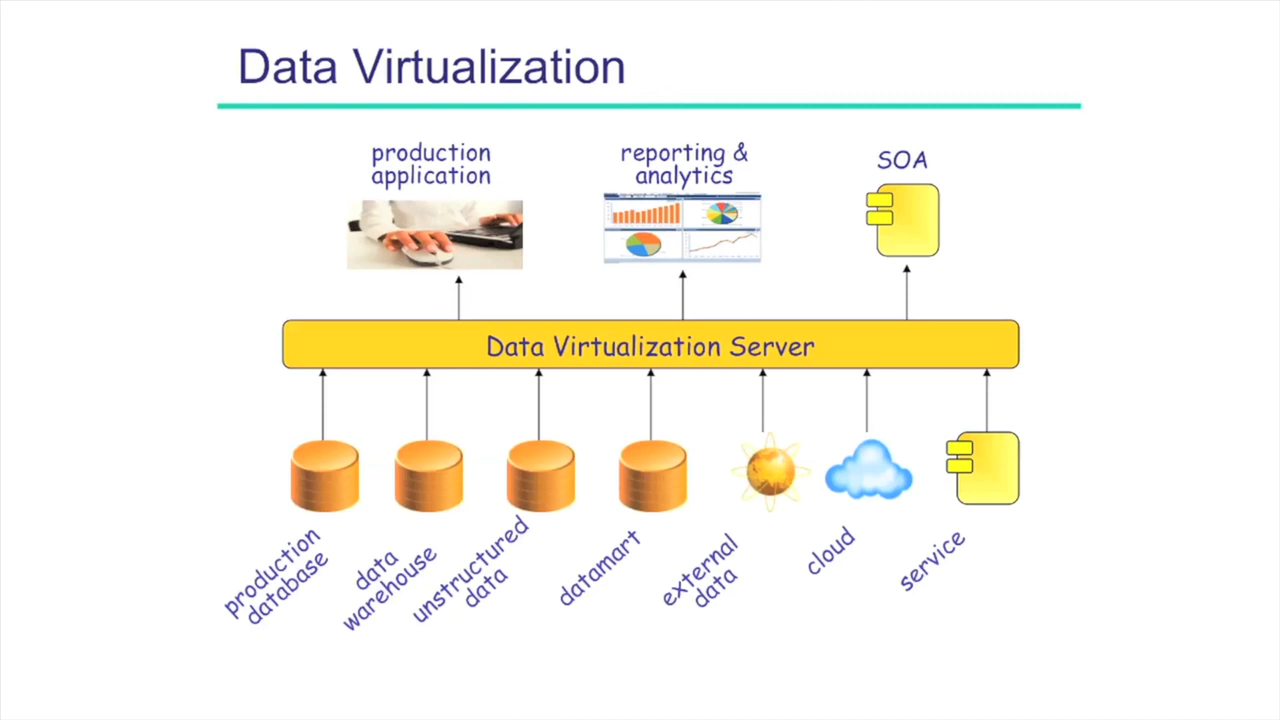 Data Virtualization
production
application
reporting &
analytics
SOA
Data Virtualization Server
production
database
data
warehouse
unstructured
data
datamart
external
data
cloud
service